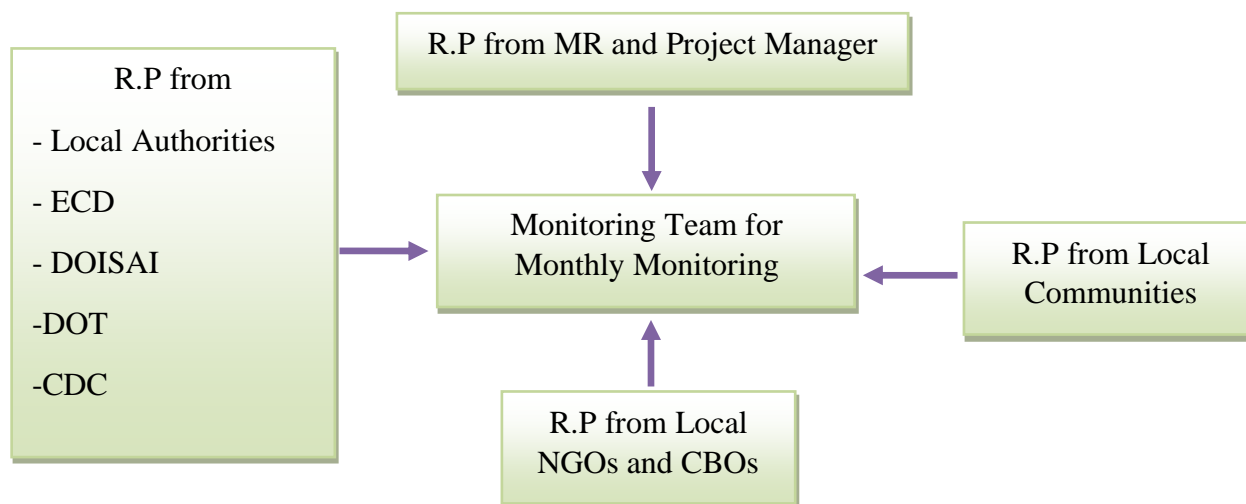 R.P from MR and Project Manager
R.P from
- Local Authorities
- ECD
- DOISAI
-DOT
-CDC
Monitoring Team for
Monthly Monitoring
R.P from Local
Communities
R.P from Local
NGOs and CBOs